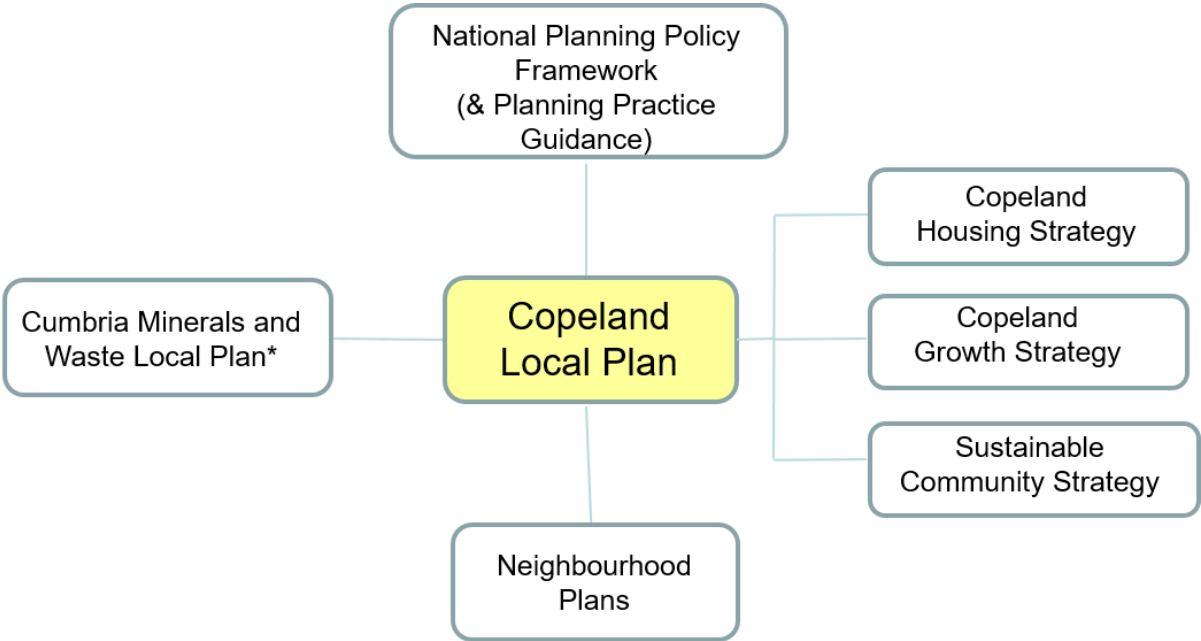 National Planning Policy
Framework
(& Planning Practice
Guidance)
Copeland
Housing Strategy
Cumbria Minerals and
Waste Local Plan*
Copeland
Local Plan
Copeland
Growth Strategy
Sustainable
Community Strategy
Neighbourhood
Plans